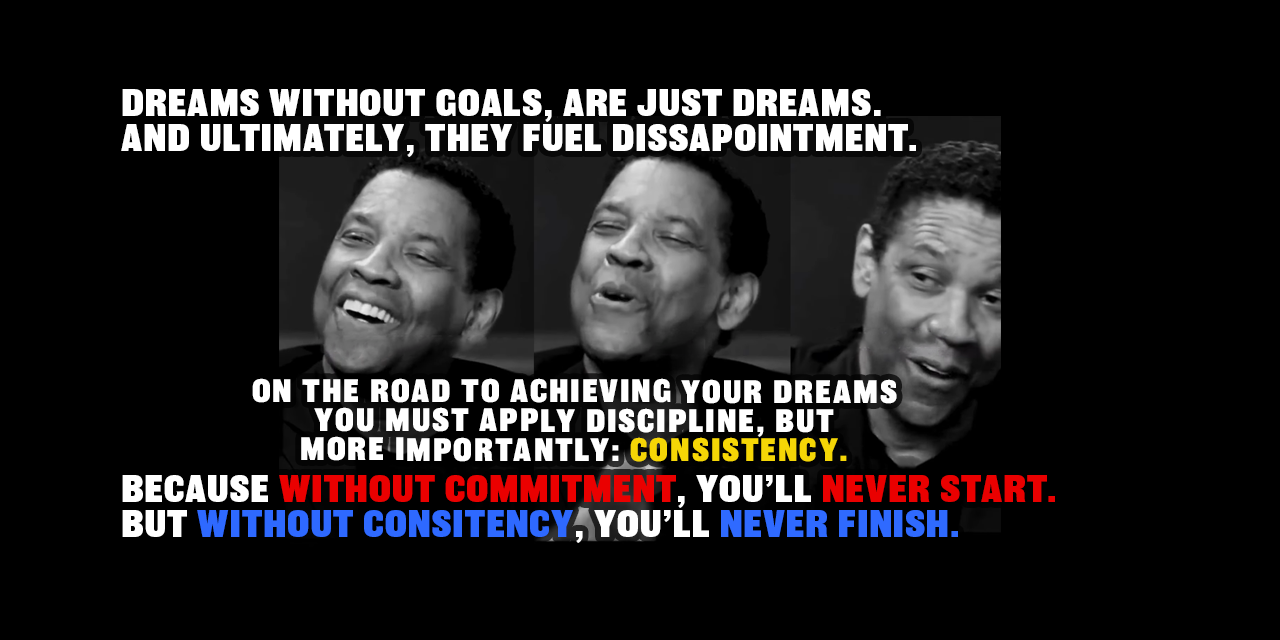 DREAMS WITHOUT GOALS, ARE JUST DREAMS.
AND ULTIMATELY, THEY FUEL DISSAPOINTMENT.
ON THE ROAD TO ACHIEVING YOUR DREAMS
YOU MUST APPLY DISCIPLINE, BUT
MORE IMPORTANTLY: CONSISTENCY.
BECAUSE WITHOUT COMMITMENT, YOU'LL NEVER START.
BUT WITHOUT CONSITENCY, YOU'LL NEVER FINISH.